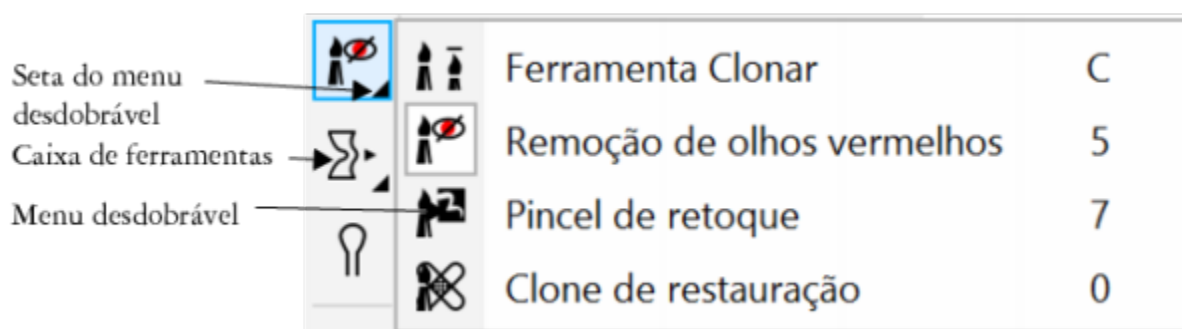 Seta do menu
desdobrável
Caixa de ferramentas
Menu desdobrável
Ferramenta Clonar C
Remoção de olhos vermelhos 5
Pincel de retoque 7
Clone de restauração 0